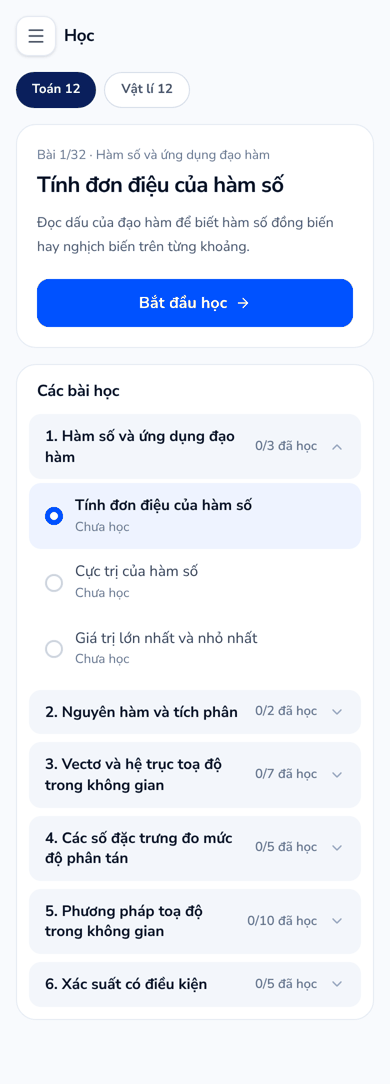 Học
Toán 12
Vật lí 12
Bài 1/32 · Hàm số và ứng dụng đạo hàm
Tính đơn điệu của hàm số
Đọc dấu của đạo hàm để biết hàm số đồng biến
hay nghịch biến trên từng khoảng.
Bắt đầu học →
Các bài học
1. Hàm số và ứng dụng đạo
hàm
0/3 đã học
Tính đơn điệu của hàm số
Chưa học
Cực trị của hàm số
Chưa học
Giá trị lớn nhất và nhỏ nhất
Chưa học
2. Nguyên hàm và tích phân
0/2 đã học
3. Vectơ và hệ trục toạ độ
trong không gian
0/7 đã học
4. Các số đặc trưng đo mức
độ phân tán
0/5 đã học
5. Phương pháp toạ độ
trong không gian
0/10 đã học
6. Xác suất có điều kiện
0/5 đã học